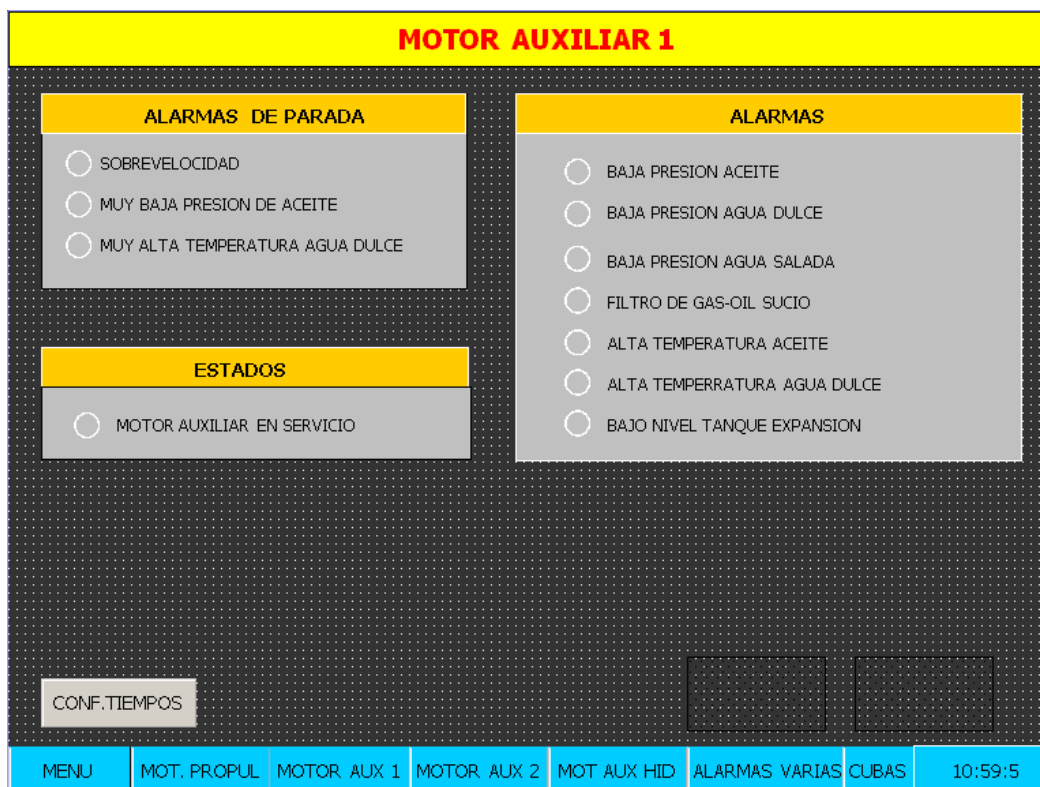 MOTOR AUXILIAR 1
ALARMAS DE PARADA
SOBREVELOCIDAD
MUY BAJA PRESION DE ACEITE
MUY ALTA TEMPERATURA AGUA DULCE
ESTADOS
MOTOR AUXILIAR EN SERVICIO
ALARMAS
BAJA PRESION ACEITE
BAJA PRESION AGUA DULCE
BAJA PRESION AGUA SALADA
FILTRO DE GAS-OIL SUCIO
ALTA TEMPERATURA ACEITE
ALTA TEMPERRATURA AGUA DULCE
BAJO NIVEL TANQUE EXPANSION
CONF.TIEMPOS
MENU MOT. PROPUL MOTOR AUX 1 MOTOR AUX 2 MOT AUX HID ALARMAS VARIAS CUBAS 10:59:5